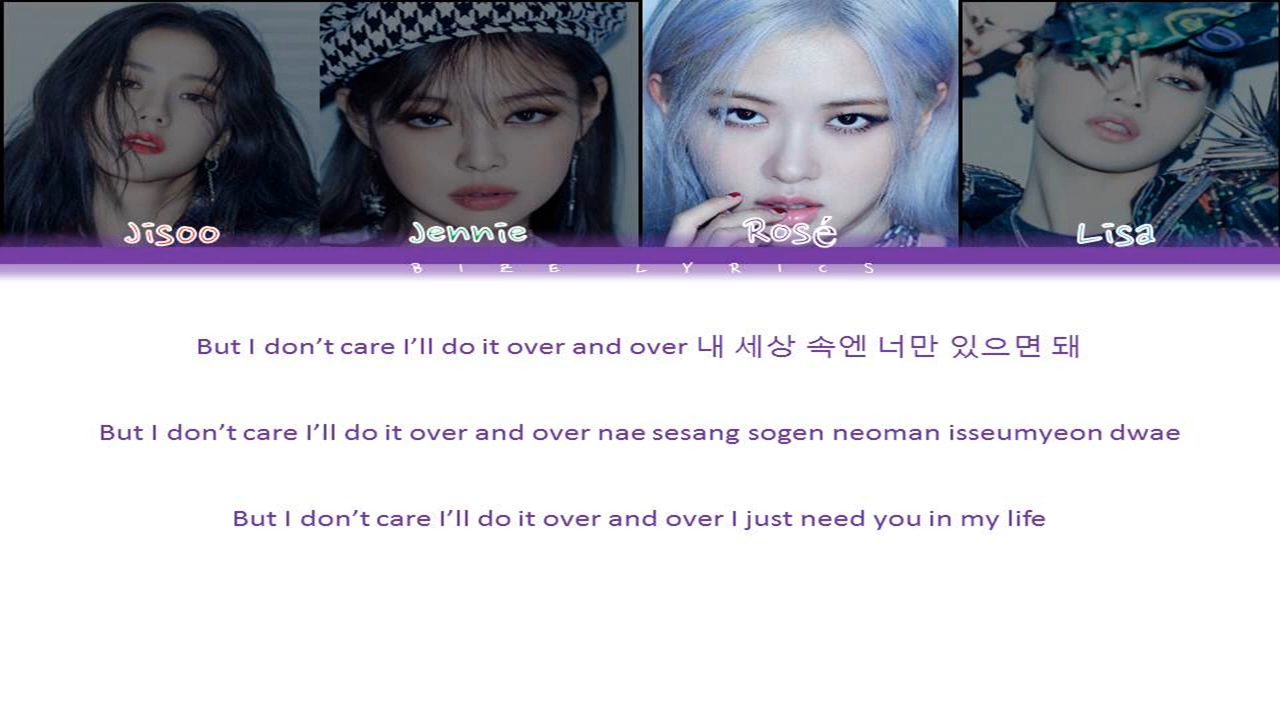 Jisoo Jennie Rosé Lisa
BIZE LYRICS
But I don’t care I’ll do it over and over 내 세상 속엔 너만 있으면 돼
But I don’t care I’ll do it over and over nae sesang sogen neoman isseumyeon dwae
But I don’t care I’ll do it over and over I just need you in my life